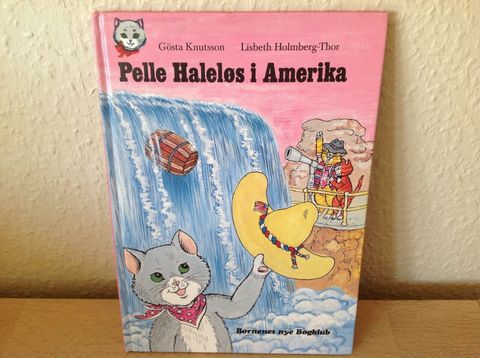 Gösta Knutsson Lisbeth Holmberg-Thor
Pelle Haleløs i Amerika
Børnenes nye Bogklub